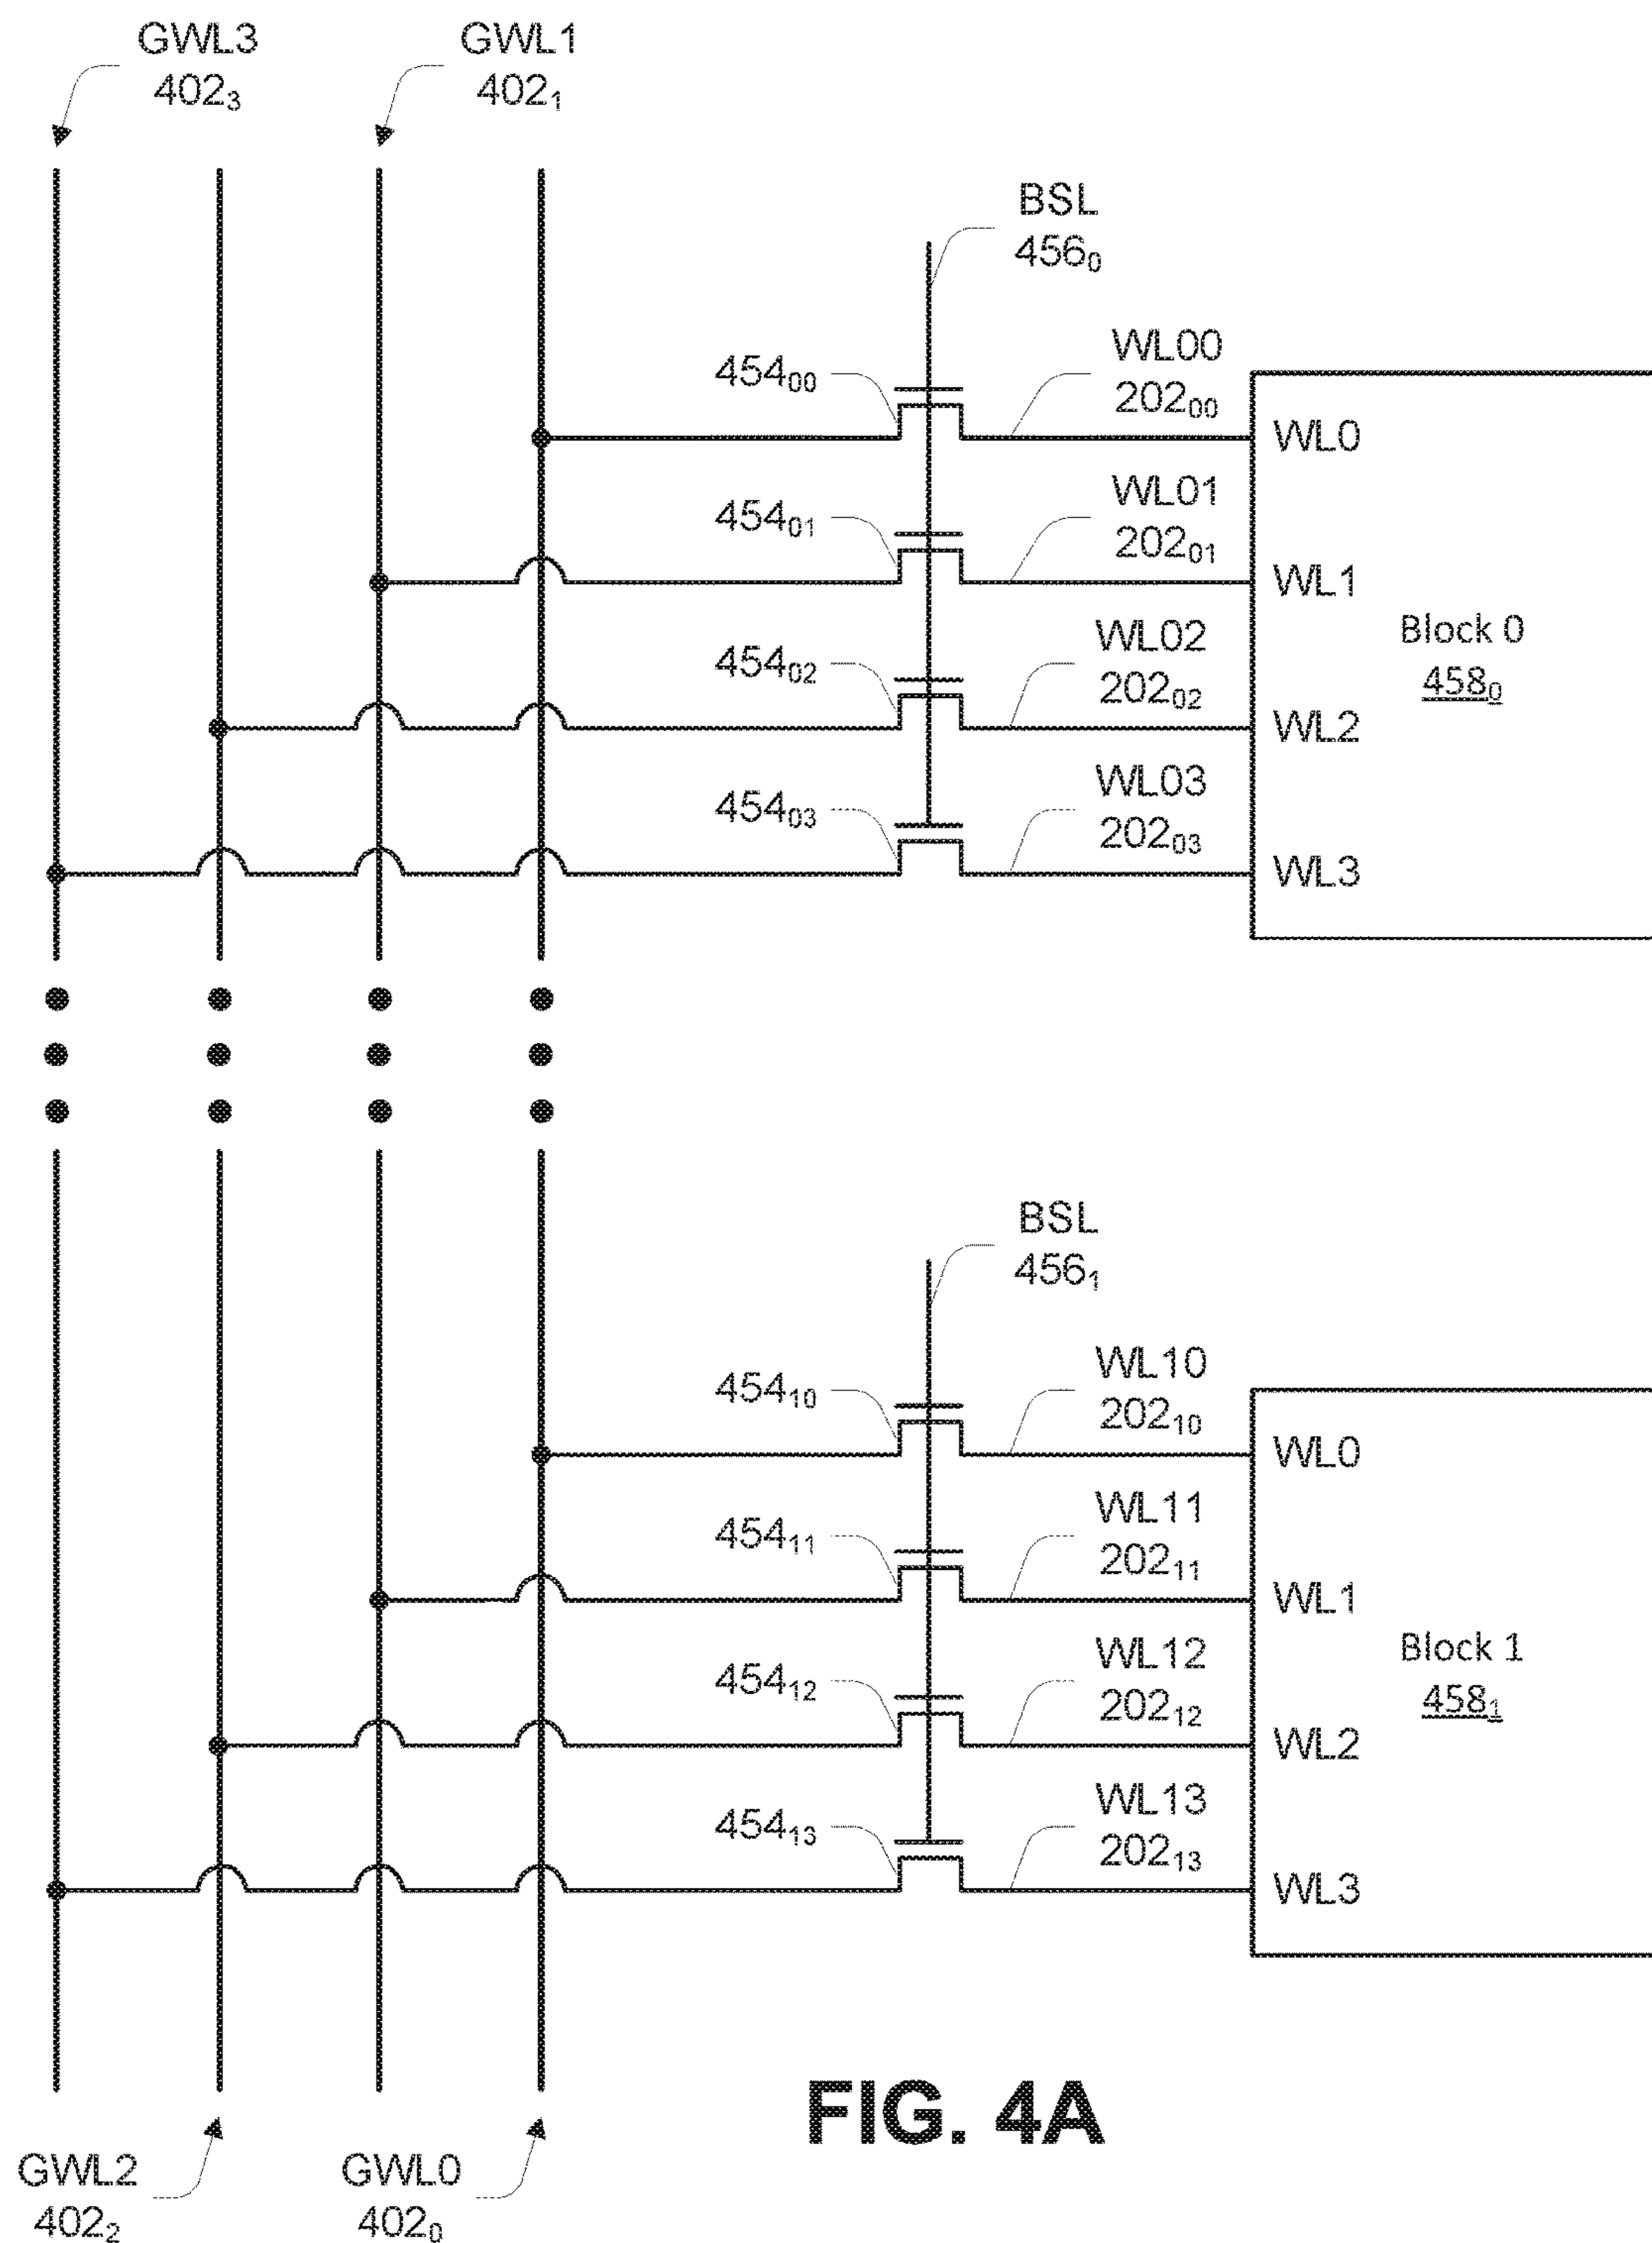 GWL3
402₃
GWL1
402₁
BSL
456₀
454₀₀
WL00
202₀₀
WL0
454₀₁
WL01
202₀₁
WL1
Block 0
458₀
454₀₂
WL02
202₀₂
WL2
454₀₃
WL03
202₀₃
WL3
BSL
456₁
454₁₀
WL10
202₁₀
WL0
454₁₁
WL11
202₁₁
WL1
Block 1
458₁
454₁₂
WL12
202₁₂
WL2
454₁₃
WL13
202₁₃
WL3
FIG. 4A
GWL2
402₂
GWL0
402₀